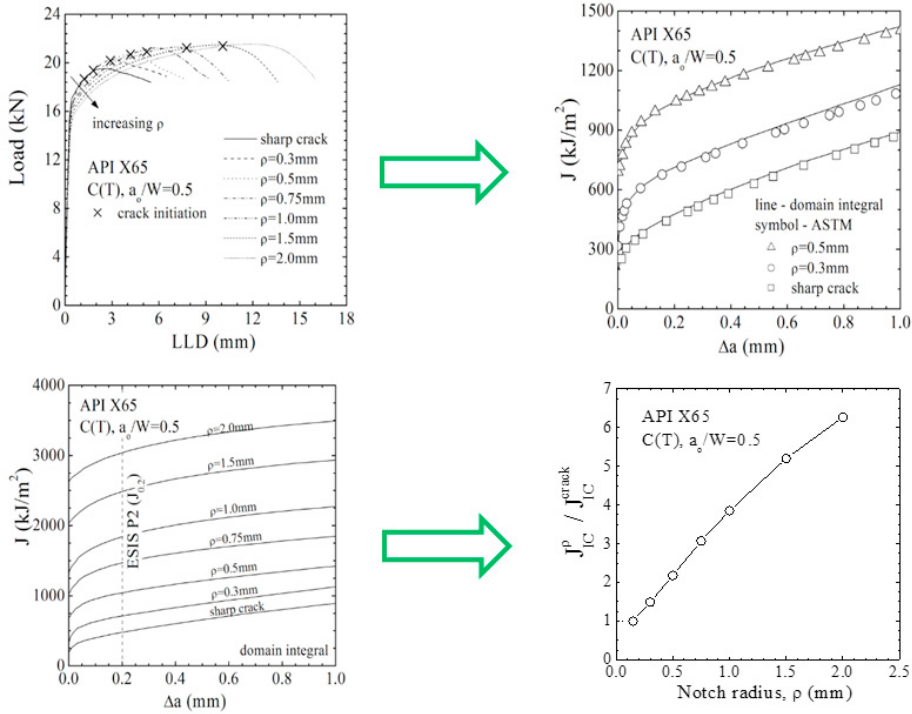 24
20
16
12
8
4
0
Load (kN)
increasing ρ
API X65
C(T), aₒ/W=0.5
× crack initiation
sharp crack
ρ=0.3mm
ρ=0.5mm
ρ=0.75mm
ρ=1.0mm
ρ=1.5mm
ρ=2.0mm
0 3 6 9 12 15 18
LLD (mm)
1500
1200
900
600
300
0
J (kJ/m²)
API X65
C(T), aₒ/W=0.5
line - domain integral
symbol - ASTM
ρ=0.5mm
ρ=0.3mm
sharp crack
0.0 0.2 0.4 0.6 0.8 1.0
Δa (mm)
4000
3000
2000
1000
0
J (kJ/m²)
API X65
C(T), aₒ/W=0.5
ρ=2.0mm
ρ=1.5mm
ρ=1.0mm
ρ=0.75mm
ρ=0.5mm
ρ=0.3mm
sharp crack
ESIS P2 (J0.2)
domain integral
0.0 0.2 0.4 0.6 0.8 1.0
Δa (mm)
7
6
5
4
3
2
1
0
J^ρ_IC / J^crack_IC
API X65
C(T), aₒ/W=0.5
0.0 0.5 1.0 1.5 2.0 2.5
Notch radius, ρ (mm)